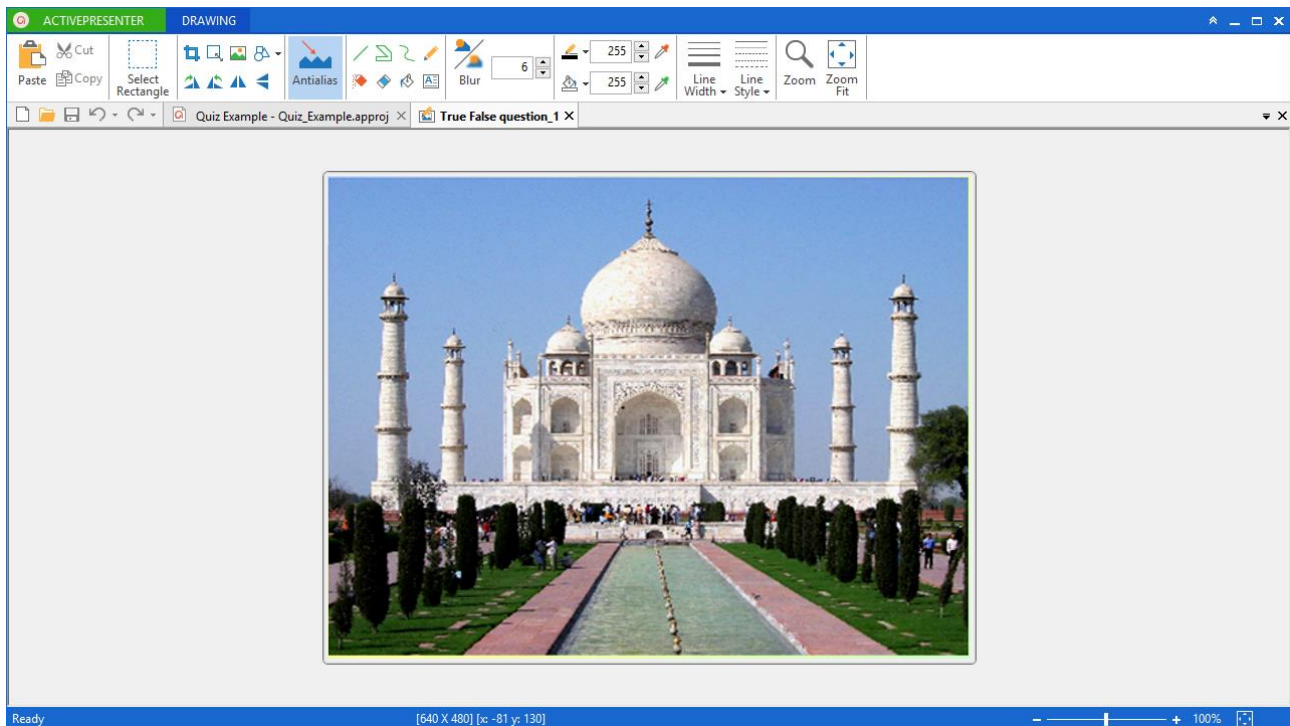 ACTIVEPRESENTER DRAWING
Paste
Cut
Copy
Select
Rectangle
Antialias
Blur
6
255
255
Line
Width
Line
Style
Zoom
Zoom
Fit
Quiz Example - Quiz_Example.approj
True False question_1
Ready [640 X 480] [x: -81 y: 130] 100%